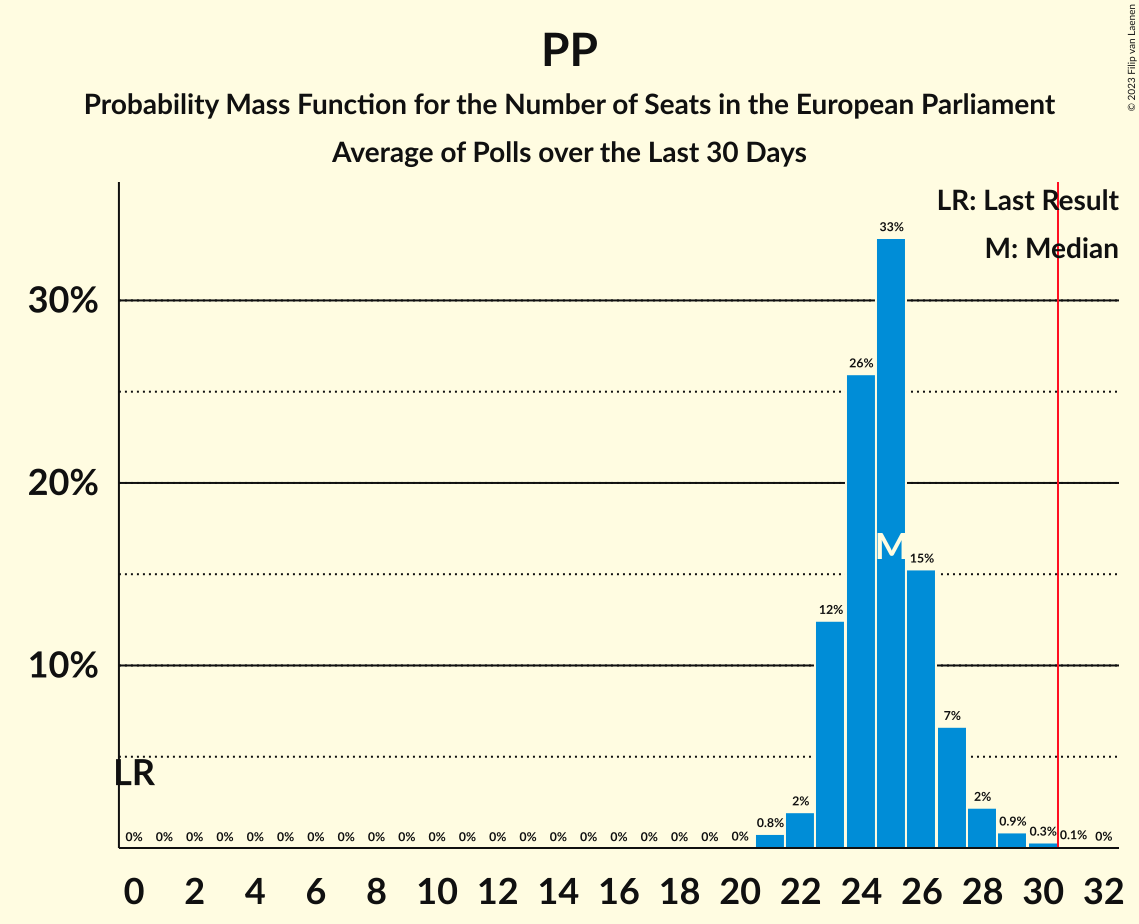 PP
Probability Mass Function for the Number of Seats in the European Parliament
Average of Polls over the Last 30 Days
© 2023 Filip van Laenen
LR: Last Result
M: Median
30%
20%
10%
LR
M
0% 0% 0% 0% 0% 0% 0% 0% 0% 0% 0% 0% 0% 0% 0% 0% 0% 0% 0% 0% 0% 0.8% 2% 12% 26% 33% 15% 7% 2% 0.9% 0.3% 0.1% 0%
0 2 4 6 8 10 12 14 16 18 20 22 24 26 28 30 32